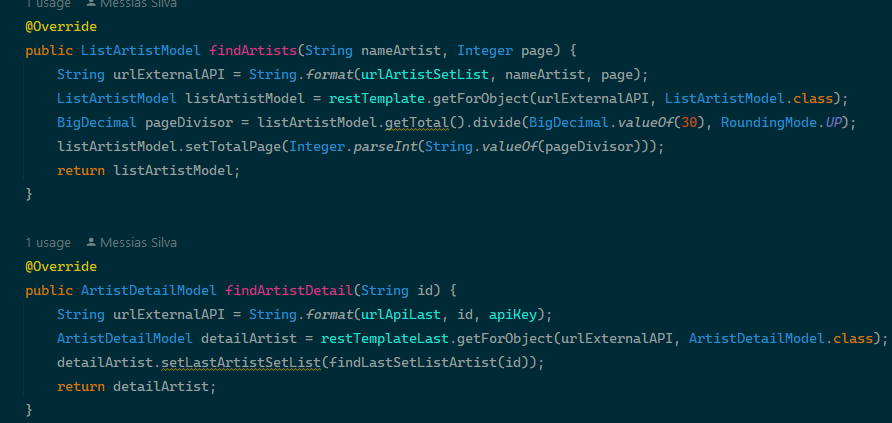 1 usage Messias Silva
@Override
public ListArtistModel findArtists(String nameArtist, Integer page) {
String urlExternalAPI = String.format(urlArtistSetList, nameArtist, page);
ListArtistModel listArtistModel = restTemplate.getForObject(urlExternalAPI, ListArtistModel.class);
BigDecimal pageDivisor = listArtistModel.getTotal().divide(BigDecimal.valueOf(30), RoundingMode.UP);
listArtistModel.setTotalPage(Integer.parseInt(String.valueOf(pageDivisor)));
return listArtistModel;
}
1 usage Messias Silva
@Override
public ArtistDetailModel findArtistDetail(String id) {
String urlExternalAPI = String.format(urlApiLast, id, apiKey);
ArtistDetailModel detailArtist = restTemplateLast.getForObject(urlExternalAPI, ArtistDetailModel.class);
detailArtist.setLastArtistSetList(findLastSetListArtist(id));
return detailArtist;
}